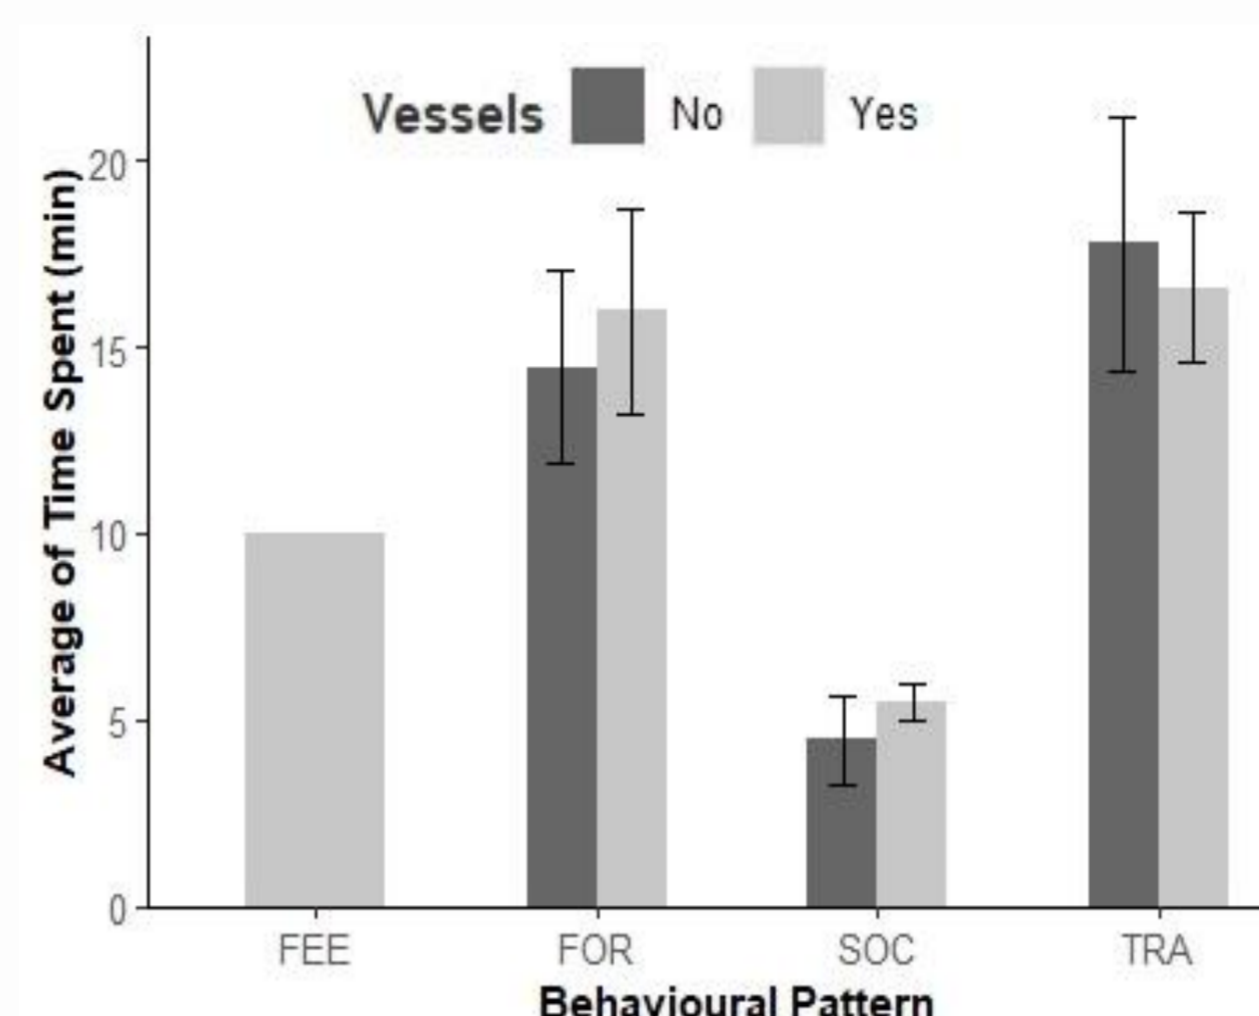 Vessels No Yes
Average of Time Spent (min)
20
15
10
5
0
FEE FOR SOC TRA
Behavioural Pattern